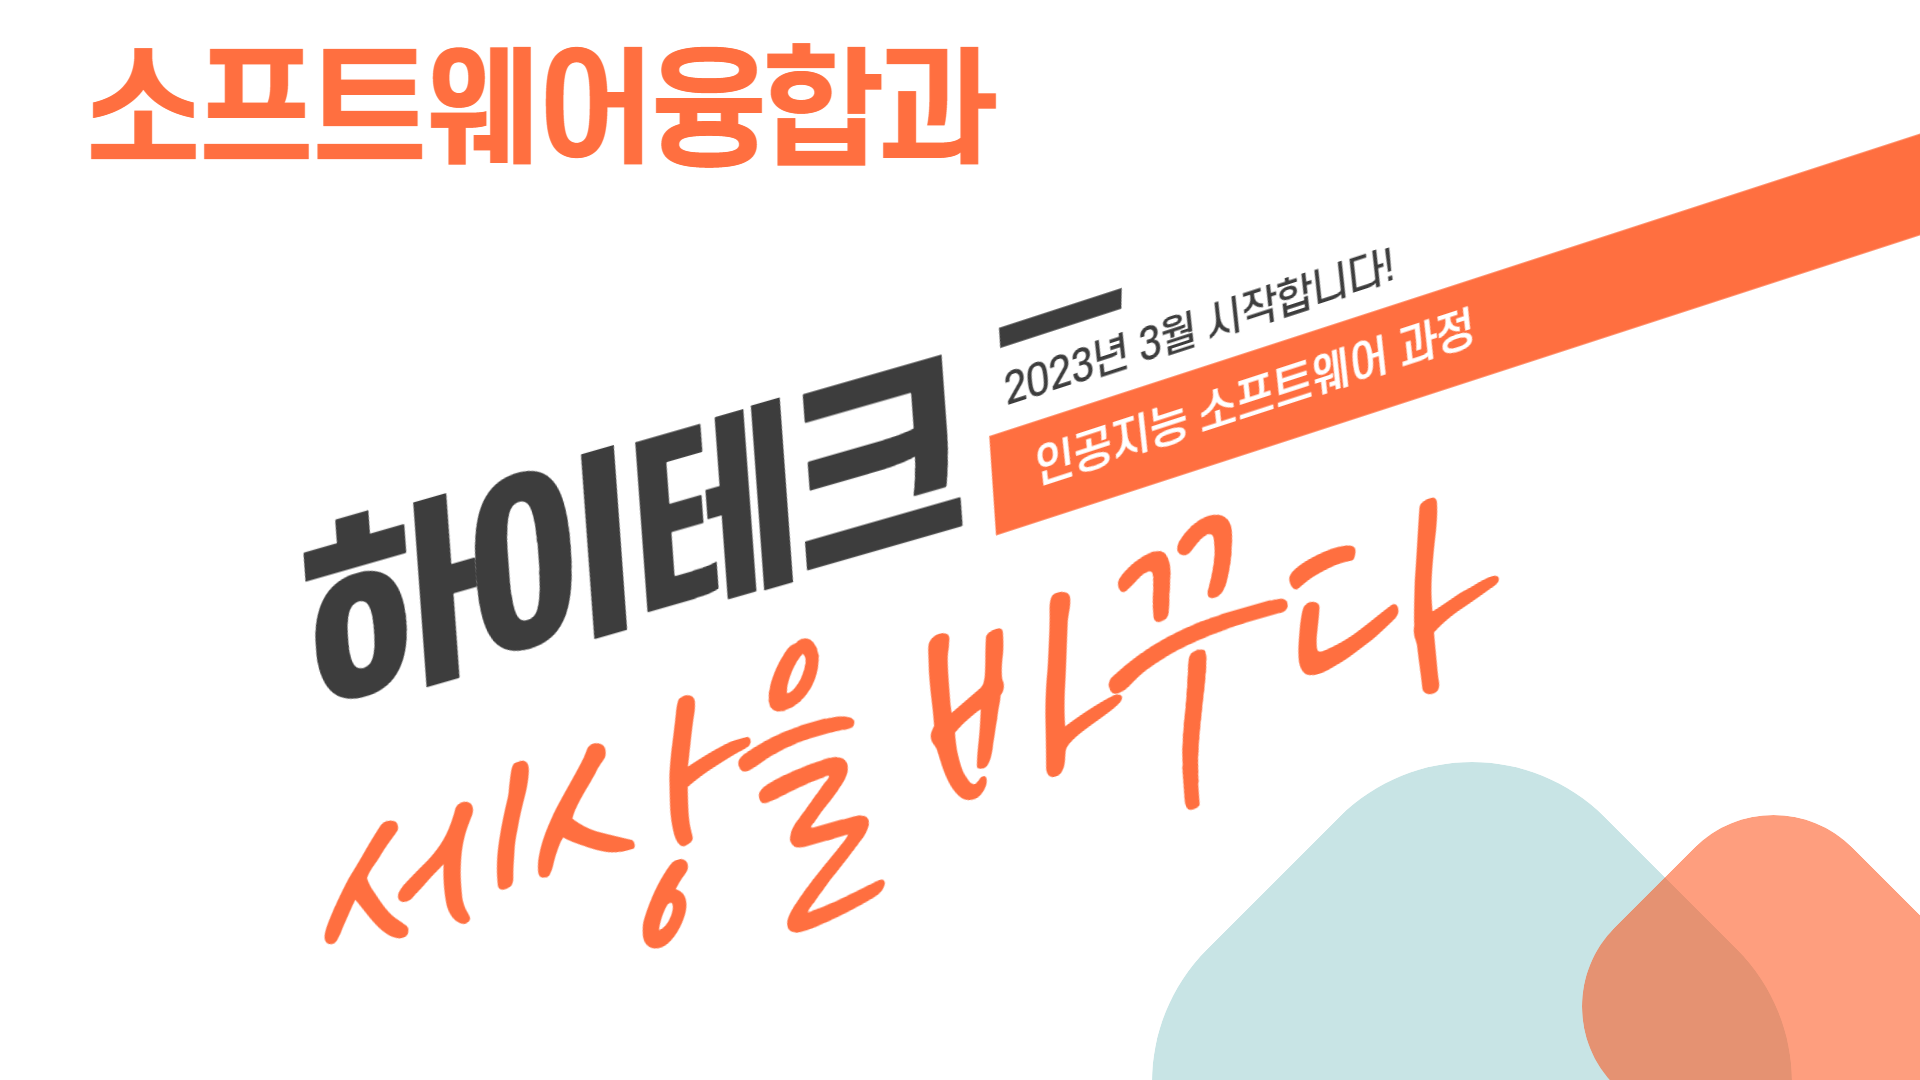 소프트웨어융합과
2023년 3월 시작합니다!
인공지능 소프트웨어 과정
하이테크
세상을 바꾸다